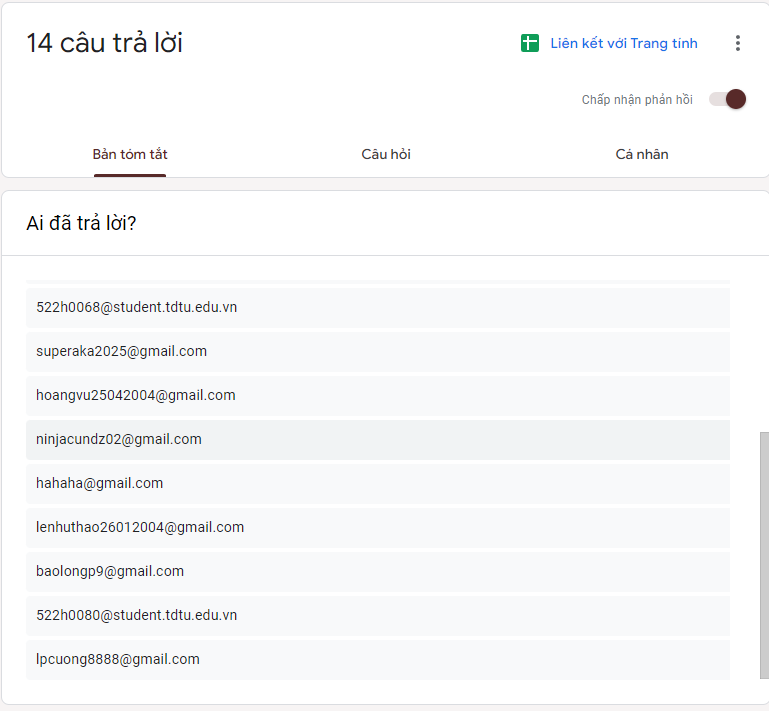 14 câu trả lời
Liên kết với Trang tính
Chấp nhận phản hồi
Bản tóm tắt
Câu hỏi
Cá nhân
Ai đã trả lời?
522h0068@student.tdtu.edu.vn
superaka2025@gmail.com
hoangvu25042004@gmail.com
ninjacundz02@gmail.com
hahaha@gmail.com
lenhuthao26012004@gmail.com
baolongp9@gmail.com
522h0080@student.tdtu.edu.vn
lpcuong8888@gmail.com